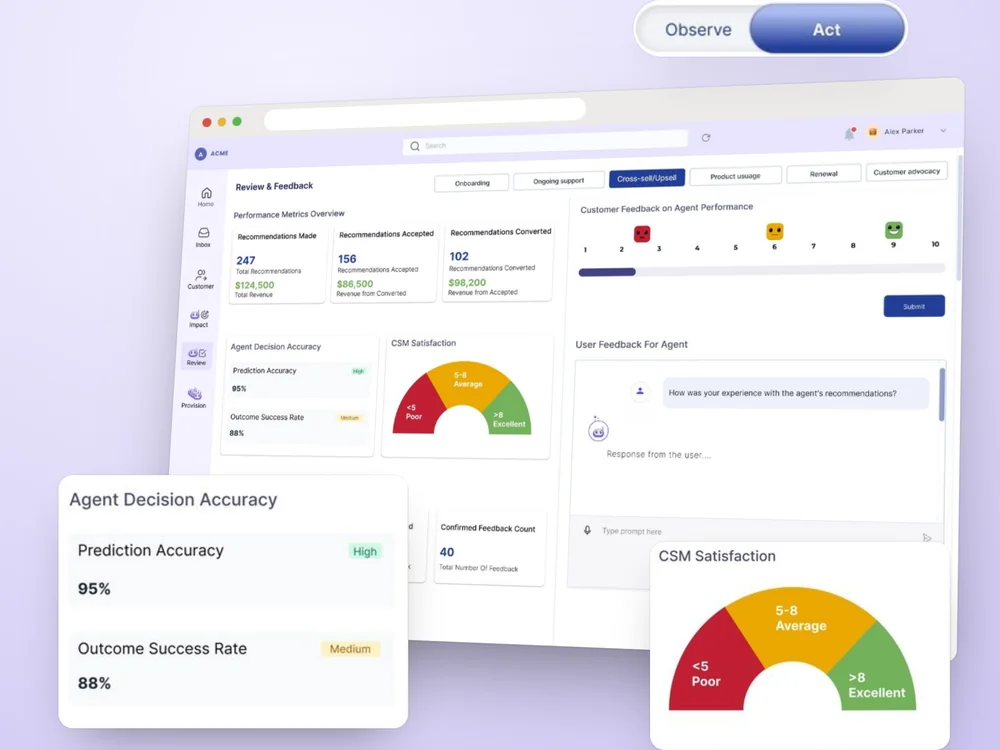 Observe
Act
A
ACME
Search
Alex Parker
Home
Inbox
Customer
Impact
Review
Provision
Review & Feedback
Onboarding
Ongoing support
Cross-sell/Upsell
Product usuage
Renewal
Customer advocacy
Performance Metrics Overview
Recommendations Made
247
Total Recommendations
$124,500
Total Revenue
Recommendations Accepted
156
Recommendations Accepted
$86,500
Revenue from Converted
Recommendations Converted
102
Recommendations Converted
$98,200
Revenue from Accepted
Customer Feedback on Agent Performance
1 2 3 4 5 6 7 8 9 10
Submit
Agent Decision Accuracy
Prediction Accuracy
High
95%
Outcome Success Rate
Medium
88%
CSM Satisfaction
<5
Poor
5-8
Average
>8
Excellent
User Feedback For Agent
How was your experience with the agent's recommendations?
Response from the user....
Type prompt here
Confirmed Feedback Count
40
Total Number Of Feedback
Agent Decision Accuracy
Prediction Accuracy
High
95%
Outcome Success Rate
Medium
88%
CSM Satisfaction
<5
Poor
5-8
Average
>8
Excellent